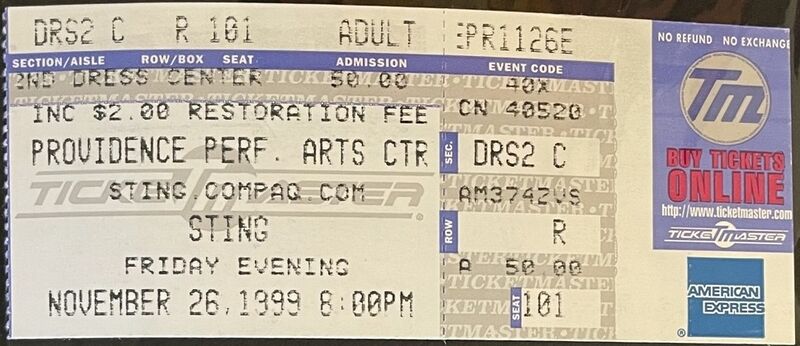 DRS2 C R 101 ADULT EPR1126E
SECTION/AISLE ROW/BOX SEAT ADMISSION EVENT CODE
2ND DRESS CENTER 50.00 40X
INC $2.00 RESTORATION FEE CN 40520
PROVIDENCE PERF. ARTS CTR SEC. DRS2 C
STING.COMPAQ.COM AM374ZWS
STING ROW R
FRIDAY EVENING A 50.00
NOVEMBER 26,1999 8:00PM SEAT 101
TICKETMASTER
NO REFUND NO EXCHANGE
TM
BUY TICKETS
ONLINE
http://www.ticketmaster.com
TICKETMASTER
AMERICAN
EXPRESS
®